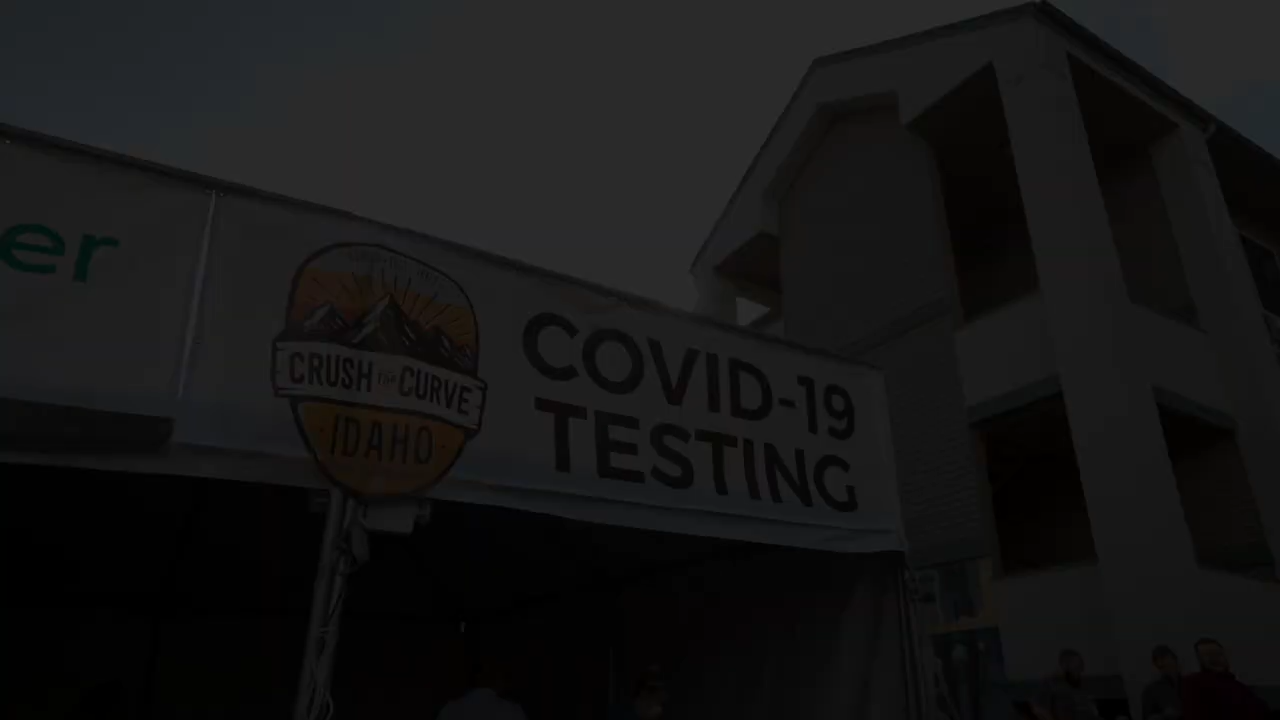 er
CRUSH THE CURVE
IDAHO
COVID-19
TESTING